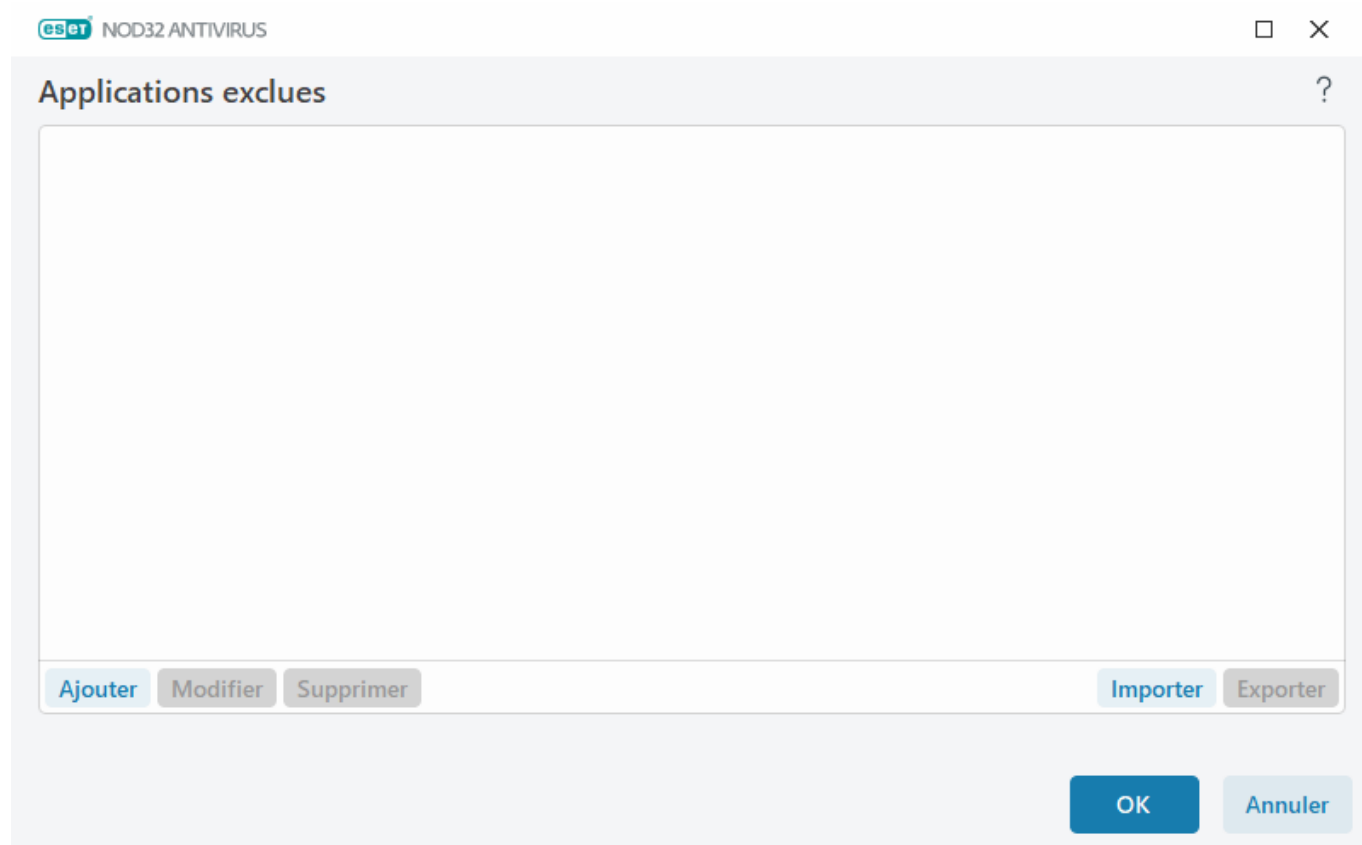 eset NOD32 ANTIVIRUS
Applications exclues
?
Ajouter Modifier Supprimer Importer Exporter
OK Annuler